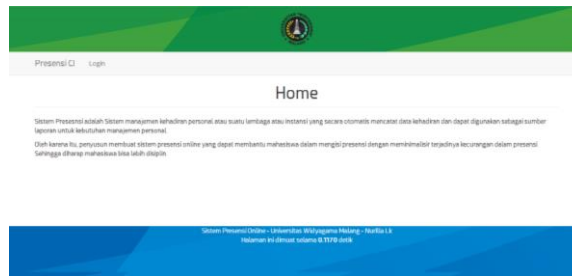 Presensi CI Login
Home
Sistem Presensi adalah Sistem manajemen kehadiran personal atau suatu lembaga atau instansi yang secara otomatis mencatat data kehadiran dan dapat digunakan sebagai sumber
laporan untuk kebutuhan manajemen personal.
Oleh karena itu, penyusun membuat sistem presensi online yang dapat membantu mahasiswa dalam mengisi presensi dengan meminimalisir terjadinya kecurangan dalam presensi
Sehingga diharap mahasiswa bisa lebih disiplin
Sistem Presensi Online - Universitas Widyagama Malang - Nurilla
Halaman ini dimuat selama 0.1170 detik